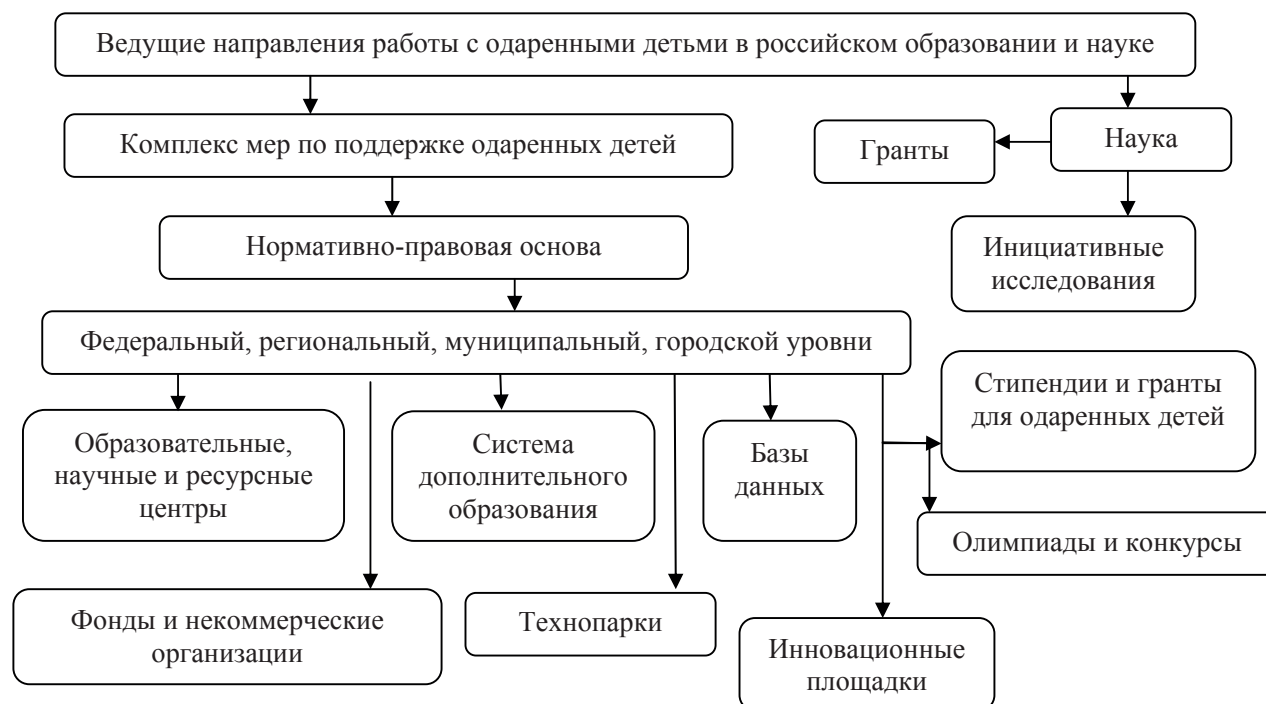 Ведущие направления работы с одаренными детьми в российском образовании и науке
Комплекс мер по поддержке одаренных детей
Гранты
Наука
Нормативно-правовая основа
Инициативные
исследования
Федеральный, региональный, муниципальный, городской уровни
Стипендии и гранты
для одаренных детей
Образовательные,
научные и ресурсные
центры
Система
дополнительного
образования
Базы
данных
Олимпиады и конкурсы
Фонды и некоммерческие
организации
Технопарки
Инновационные
площадки